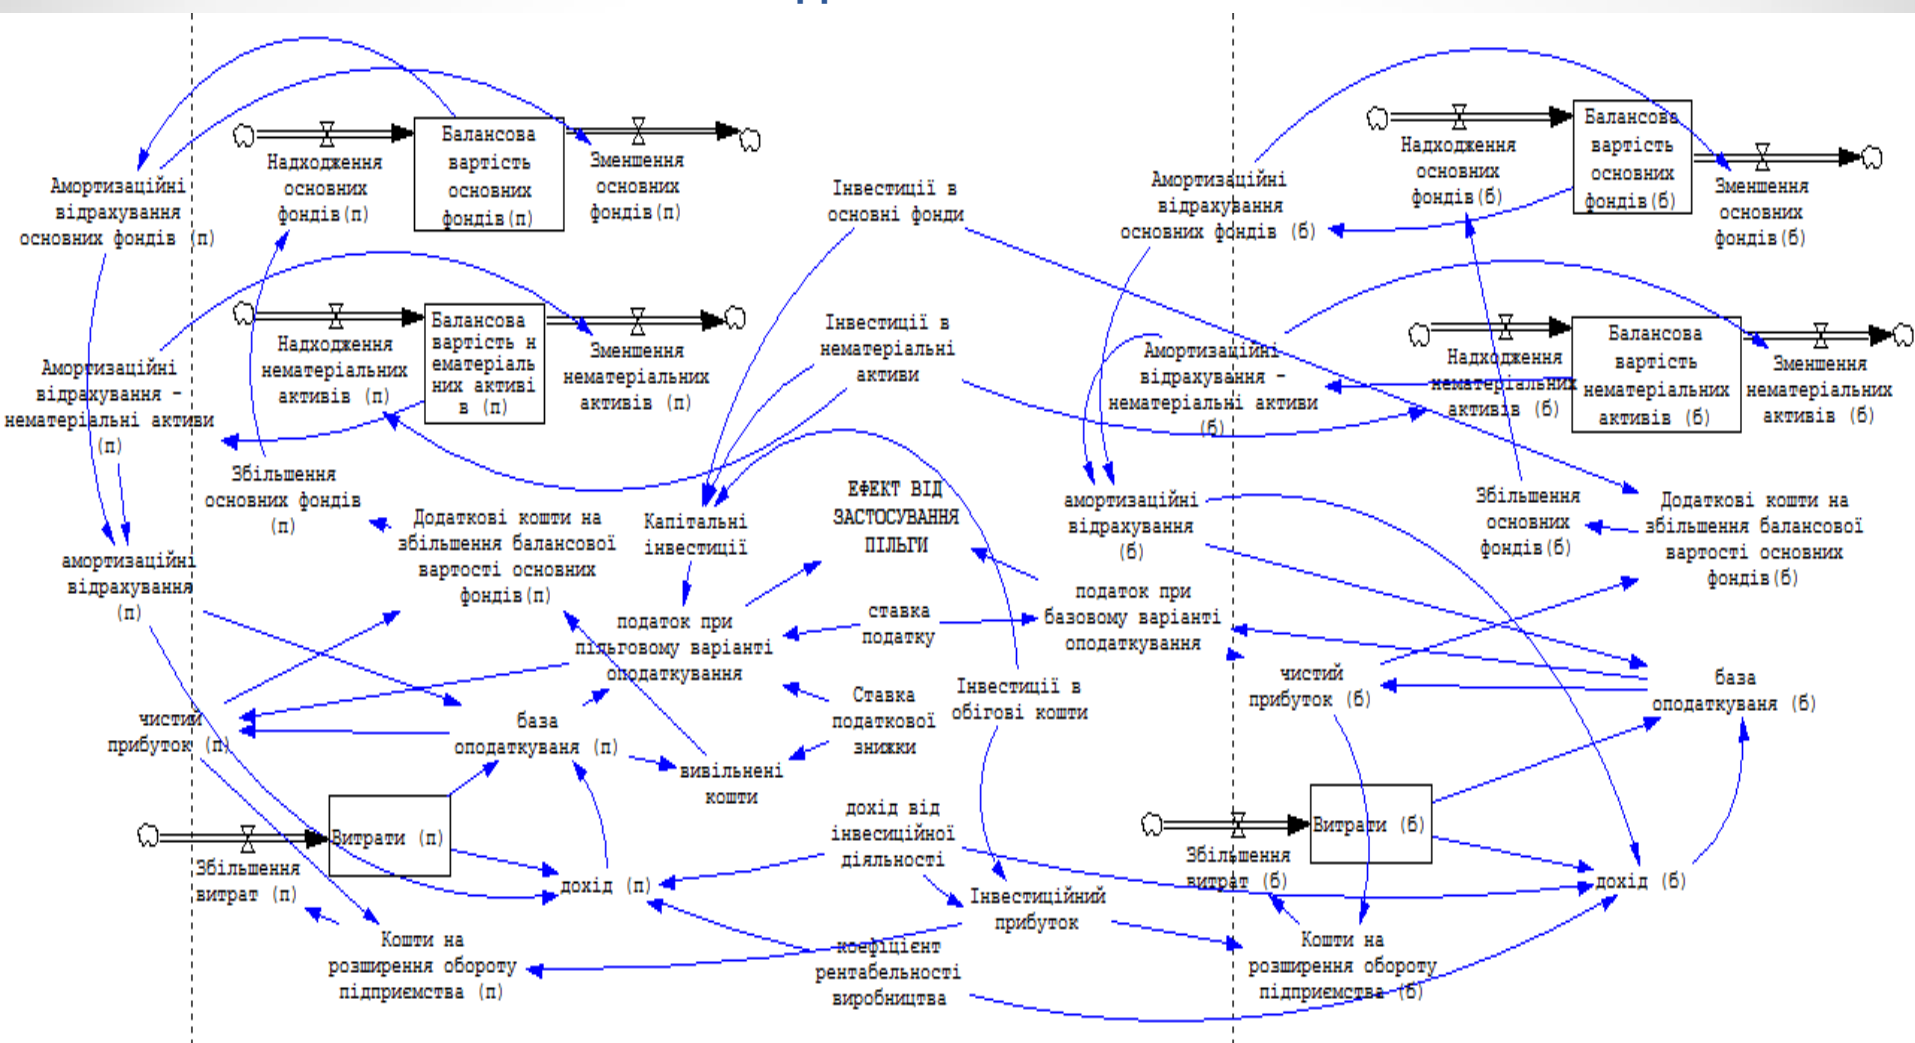 Балансова
вартість
основних
фондів(п)
Надходження
основних
фондів(п)
Зменшення
основних
фондів(п)
Амортизаційні
відрахування
основних фондів (п)
Інвестиції в
основні фонди
Амортизаційні
відрахування
основних фондів (б)
Надходження
основних
фондів(б)
Балансова
вартість
основних
фондів(б)
Зменшення
основних
фондів(б)
Надходження
нематеріальних
активів (п)
Балансова
вартість н
ематеріаль
них активі
в (п)
Зменшення
нематеріальних
активів (п)
Амортизаційні
відрахування –
нематеріальні активи
(п)
Інвестиції в
нематеріальні
активи
Амортизаційні
відрахування –
нематеріальні активи
(б)
Надходження
нематеріальних
активів (б)
Балансова
вартість
нематеріальних
активів (б)
Зменшення
нематеріальних
активів (б)
Збільшення
основних фондів
(п)
Додаткові кошти на
збільшення балансової
вартості основних
фондів(п)
Капітальні
інвестиції
ЕФЕКТ ВІД
ЗАСТОСУВАННЯ
ПІЛЬГИ
амортизаційні
відрахування
(б)
Збільшення
основних
фондів(б)
Додаткові кошти на
збільшення балансової
вартості основних
фондів(б)
амортизаційні
відрахування
(п)
податок при
пільговому варіанті
оподаткування
ставка
податку
податок при
базовому варіанті
оподаткування
чистий
прибуток (п)
база
оподаткуваня (п)
Ставка
податкової
знижки
Інвестиції в
обігові кошти
чистий
прибуток (б)
база
оподаткуваня (б)
вивільнені
кошти
Витрати (п)
Збільшення
витрат (п)
дохід (п)
дохід від
інвесиційної
діяльності
Інвестиційний
прибуток
Збільшення
витрат (б)
Витрати (б)
дохід (б)
Кошти на
розширення обороту
підприємства (п)
коефіцієнт
рентабельності
виробництва
Кошти на
розширення обороту
підприємства (б)